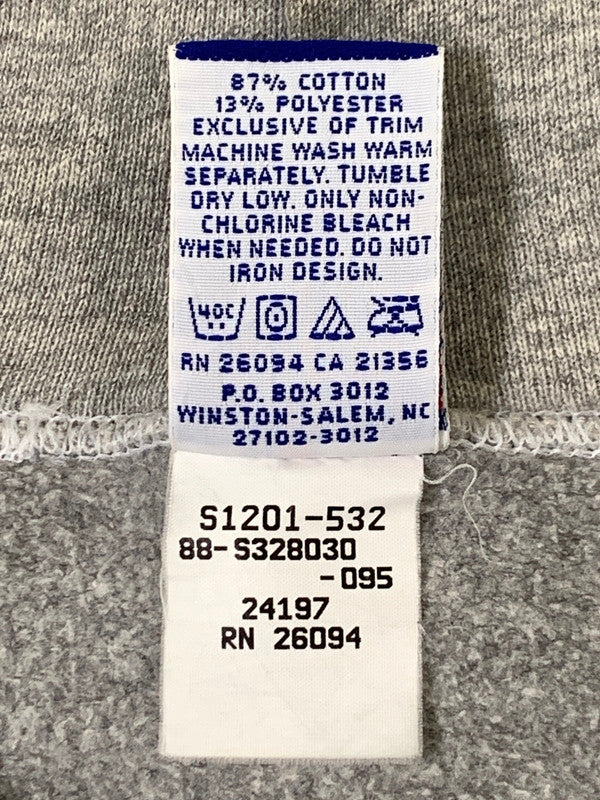 87% COTTON
13% POLYESTER
EXCLUSIVE OF TRIM
MACHINE WASH WARM
SEPARATELY. TUMBLE
DRY LOW. ONLY NON-
CHLORINE BLEACH
WHEN NEEDED. DO NOT
IRON DESIGN.
40C
RN 26094 CA 21356
P.O. BOX 3012
WINSTON-SALEM, NC
27102-3012
S1201-532
88-S328030
-095
24197
RN 26094